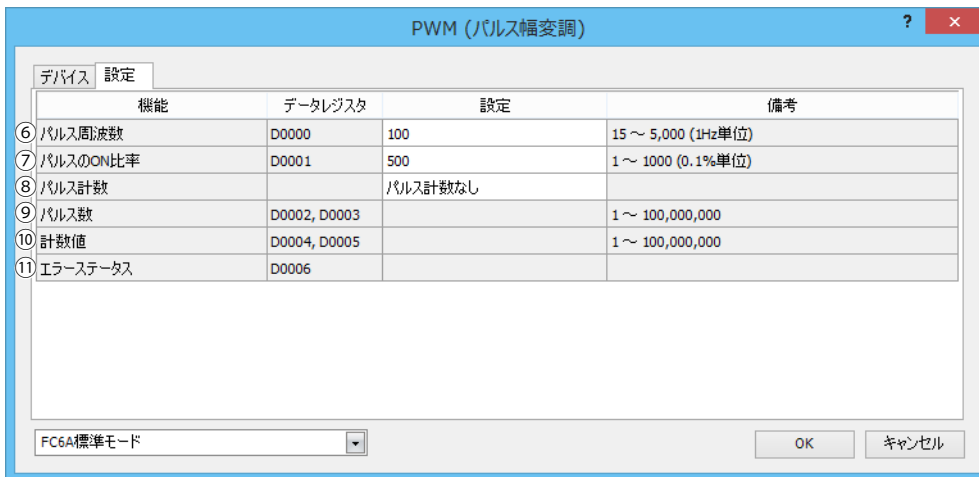 PWM (パルス幅変調) ? ×
デバイス 設定
機能 データレジスタ 設定 備考
⑥ パルス周波数 D0000 100 15 ～ 5,000 (1Hz単位)
⑦ パルスのON比率 D0001 500 1 ～ 1000 (0.1%単位)
⑧ パルス計数 パルス計数なし
⑨ パルス数 D0002, D0003 1 ～ 100,000,000
⑩ 計数値 D0004, D0005 1 ～ 100,000,000
⑪ エラーステータス D0006
FC6A標準モード OK キャンセル